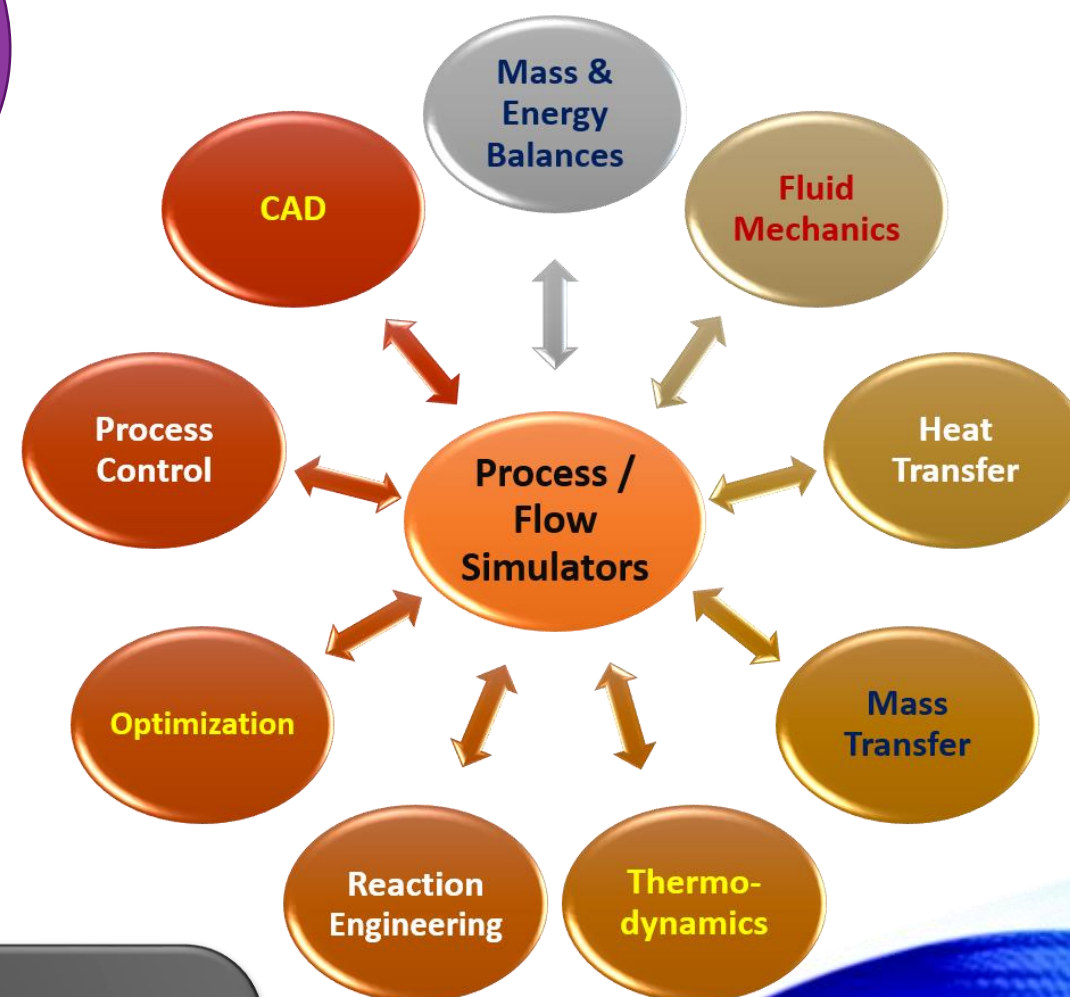 Mass &
Energy
Balances
Fluid
Mechanics
Heat
Transfer
Mass
Transfer
Thermo-
dynamics
Reaction
Engineering
Optimization
Process
Control
CAD
Process /
Flow
Simulators